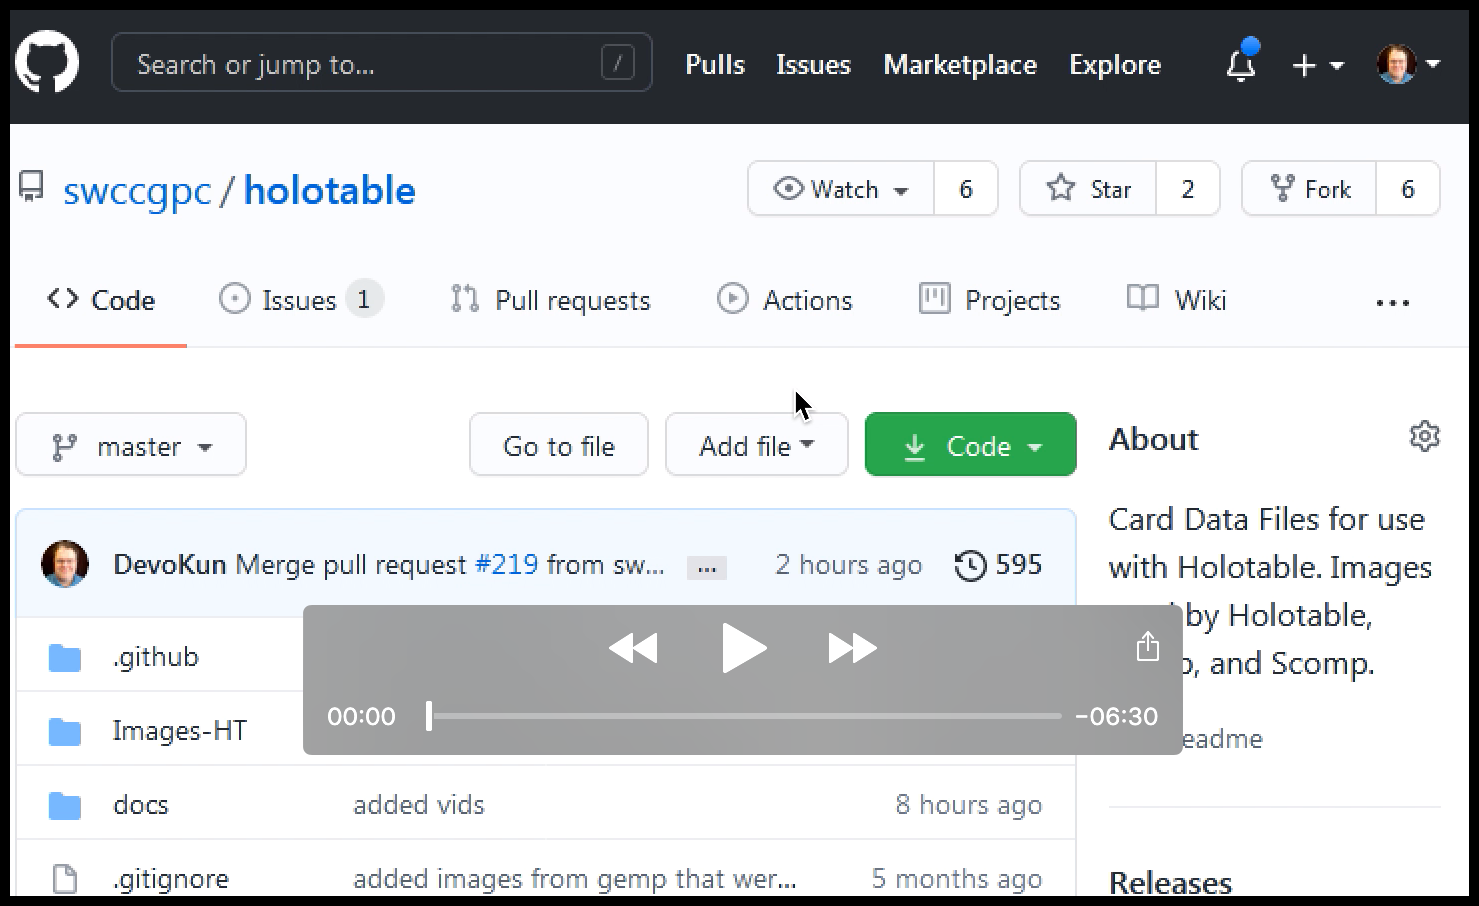 Search or jump to... /
Pulls Issues Marketplace Explore
swccgpc / holotable
Watch 6 Star 2 Fork 6
Code Issues 1 Pull requests Actions Projects Wiki ...
master Go to file Add file Code
About
Card Data Files for use
with Holotable. Images
by Holotable,
, and Scomp.
eadme
Releases
DevoKun Merge pull request #219 from sw... ... 2 hours ago 595
.github
Images-HT
00:00 -06:30
docs added vids 8 hours ago
.gitignore added images from gemp that wer... 5 months ago